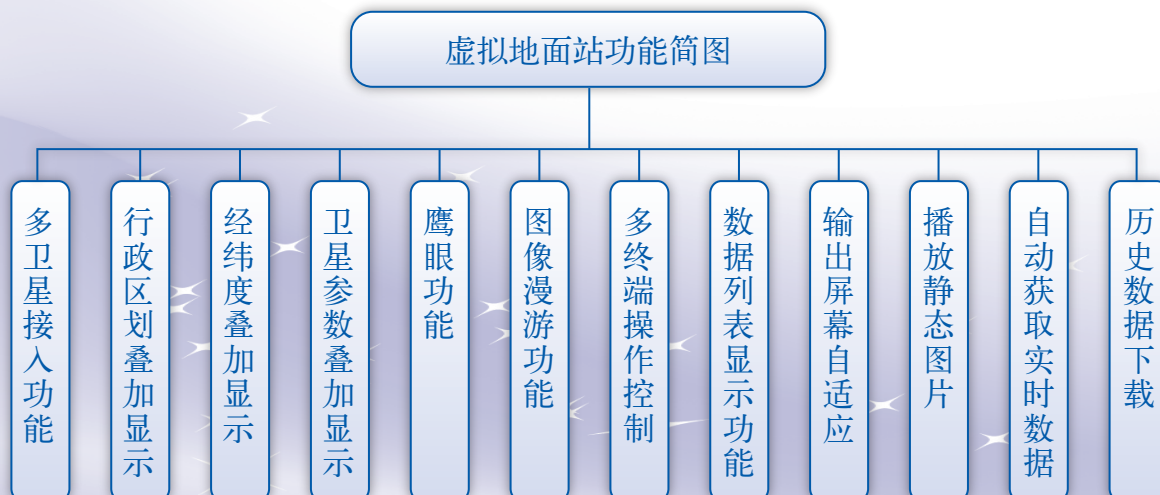 虚拟地面站功能简图
多卫星接入功能
行政区划叠加显示
经纬度叠加显示
卫星参数叠加显示
鹰眼功能
图像漫游功能
多终端操作控制
数据列表显示功能
输出屏幕自适应
播放静态图片
自动获取实时数据
历史数据下载